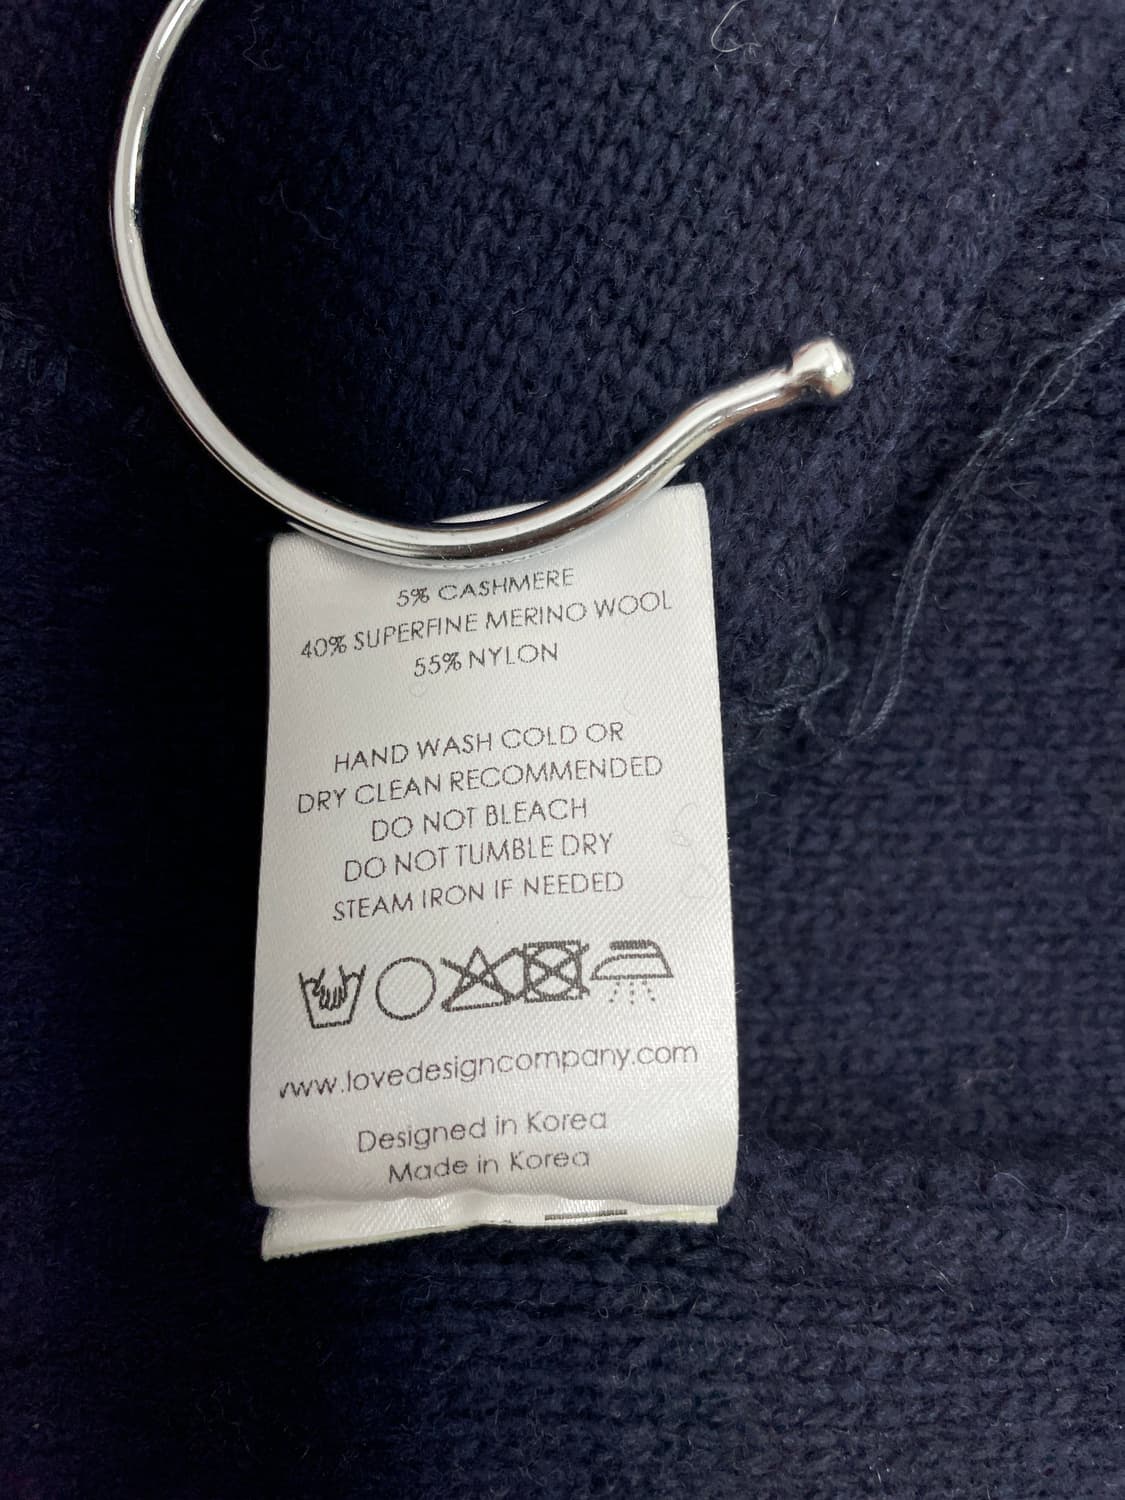 5% CASHMERE
40% SUPERFINE MERINO WOOL
55% NYLON
HAND WASH COLD OR
DRY CLEAN RECOMMENDED
DO NOT BLEACH
DO NOT TUMBLE DRY
STEAM IRON IF NEEDED
www.lovedesigncompany.com
Designed in Korea
Made in Korea